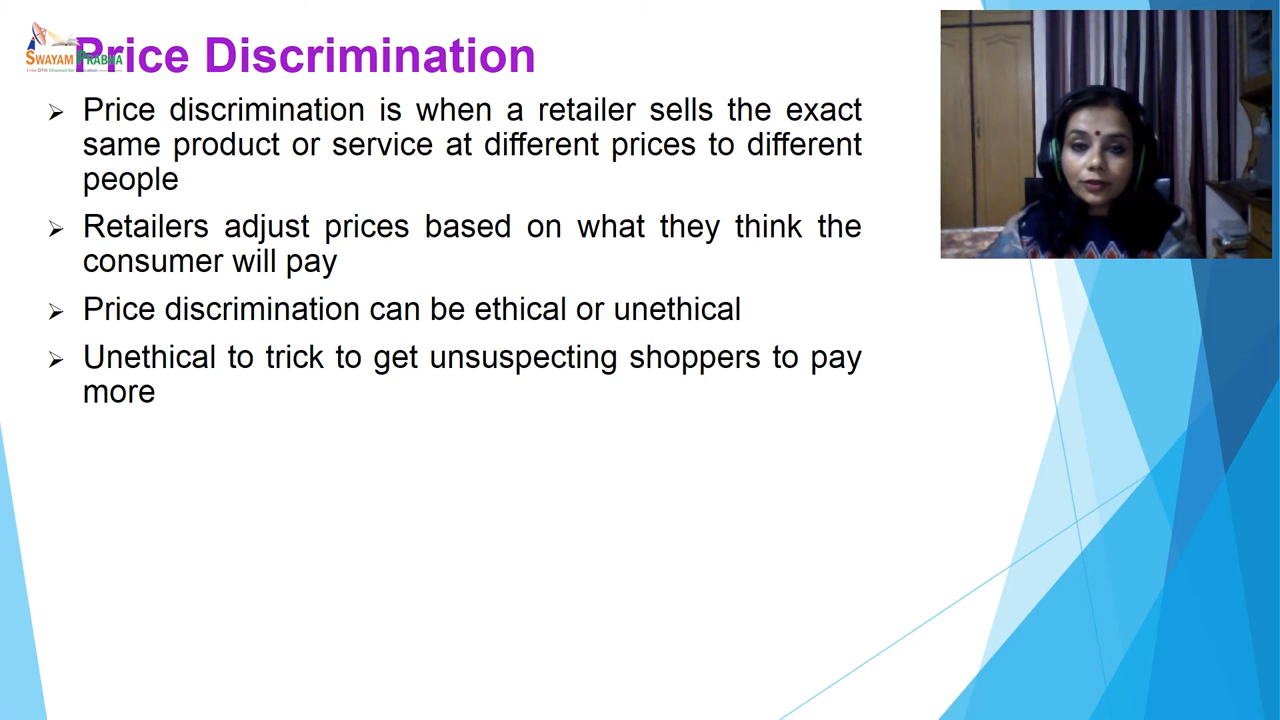 Price Discrimination
SWAYAM PRABHA
➢ Price discrimination is when a retailer sells the exact
same product or service at different prices to different
people
➢ Retailers adjust prices based on what they think the
consumer will pay
➢ Price discrimination can be ethical or unethical
➢ Unethical to trick to get unsuspecting shoppers to pay
more